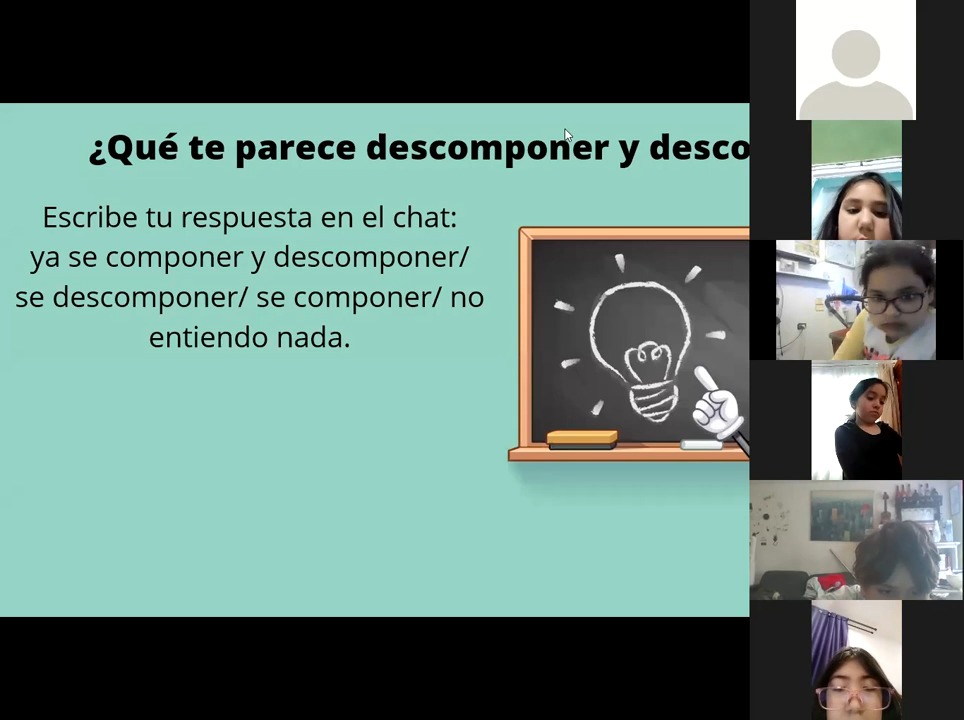 ¿Qué te parece descomponer y desco
Escribe tu respuesta en el chat:
ya se componer y descomponer/
se descomponer/ se componer/ no
entiendo nada.